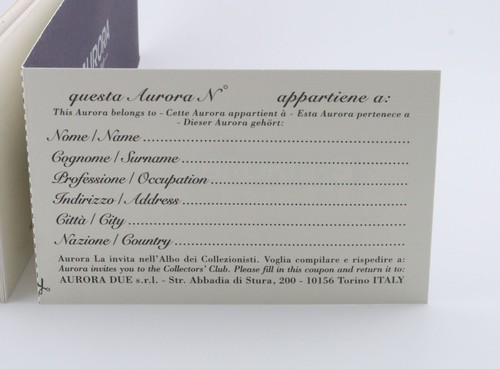 AURORA
questa Aurora N° appartiene a:
This Aurora belongs to - Cette Aurora appartient à - Esta Aurora pertenece a
- Dieser Aurora gehört:
Nome / Name ........................................
Cognome / Surname ........................................
Professione / Occupation ........................................
Indirizzo / Address ........................................
Città / City ........................................
Nazione / Country ........................................
Aurora La invita nell'Albo dei Collezionisti. Voglia compilare e rispedire a:
Aurora invites you to the Collectors' Club. Please fill in this coupon and return it to:
AURORA DUE s.r.l. - Str. Abbadia di Stura, 200 - 10156 Torino ITALY